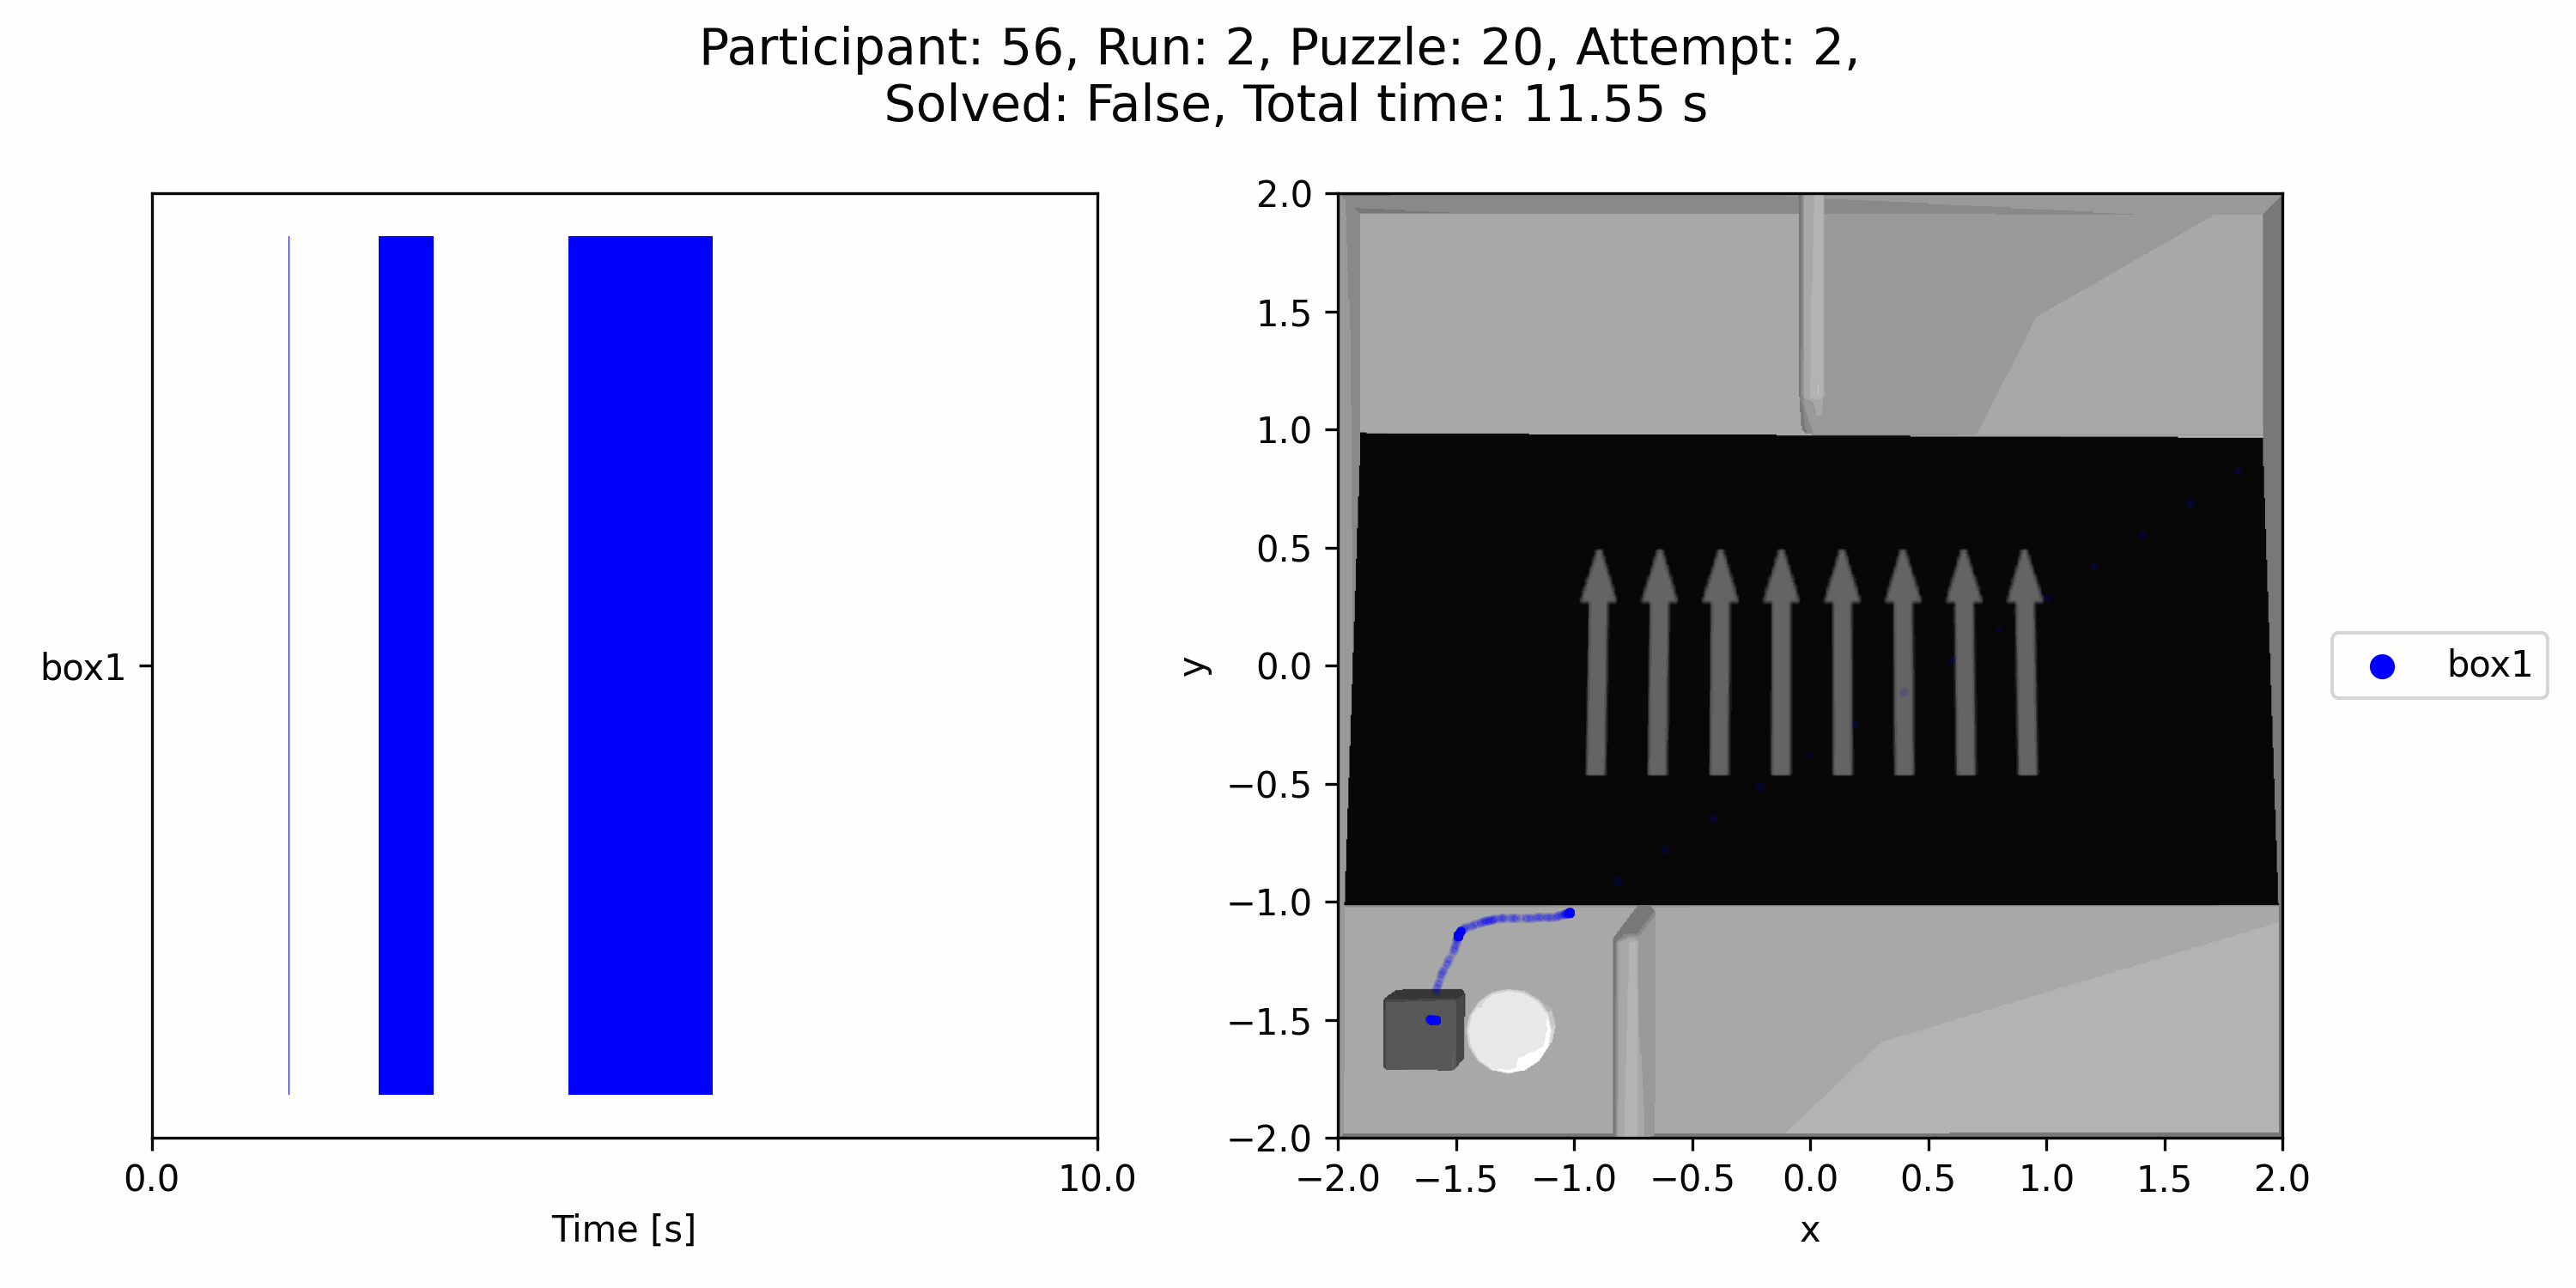 Participant: 56, Run: 2, Puzzle: 20, Attempt: 2,
Solved: False, Total time: 11.55 s
box1
0.0
10.0
Time [s]
2.0
1.5
1.0
0.5
0.0
−0.5
−1.0
−1.5
−2.0
y
−2.0
−1.5
−1.0
−0.5
0.0
0.5
1.0
1.5
2.0
x
box1